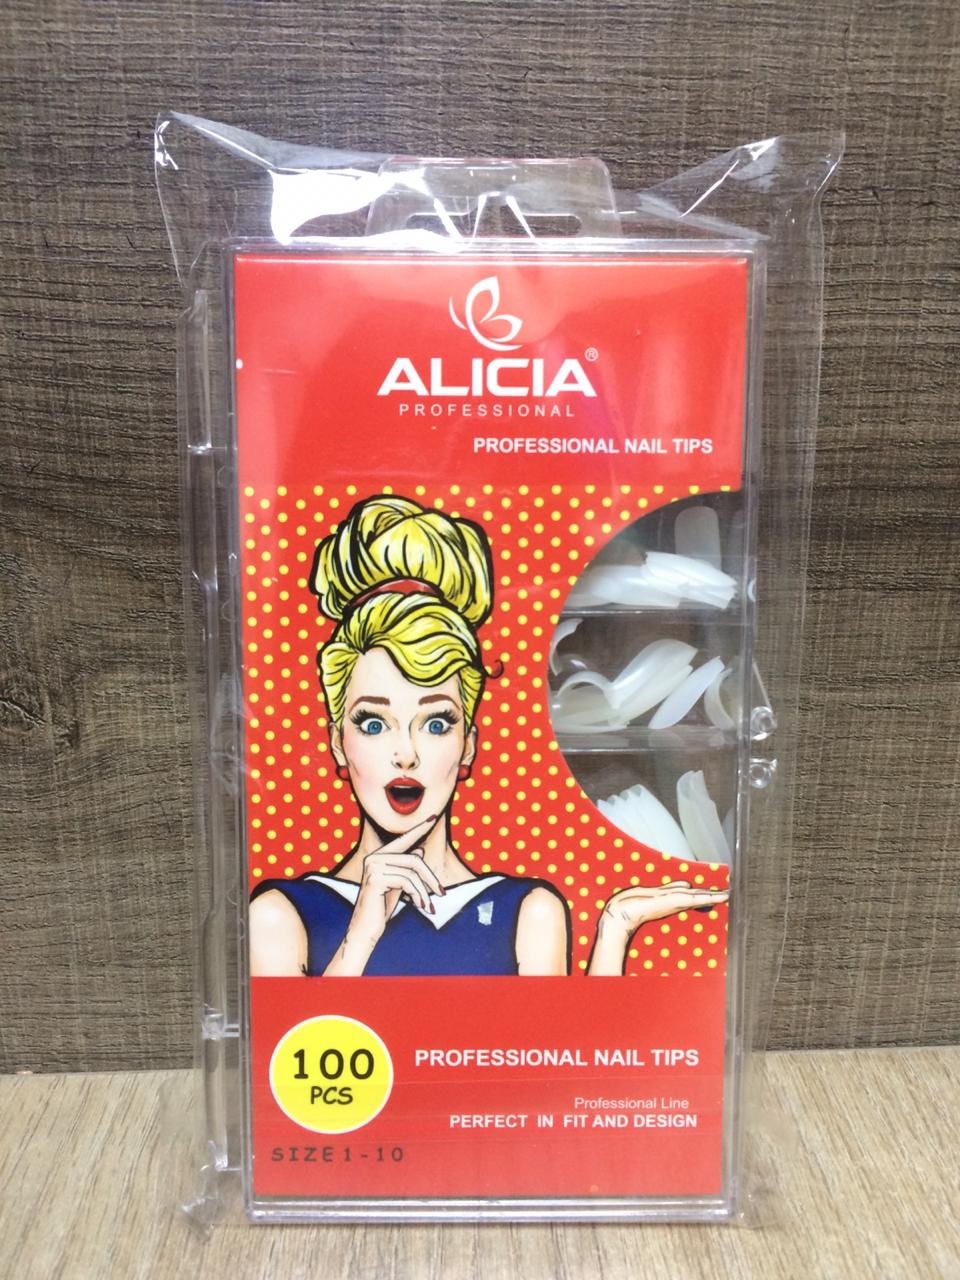 ALICIA®
PROFESSIONAL
PROFESSIONAL NAIL TIPS
100
PCS
PROFESSIONAL NAIL TIPS
Professional Line
PERFECT IN FIT AND DESIGN
SIZE 1-10